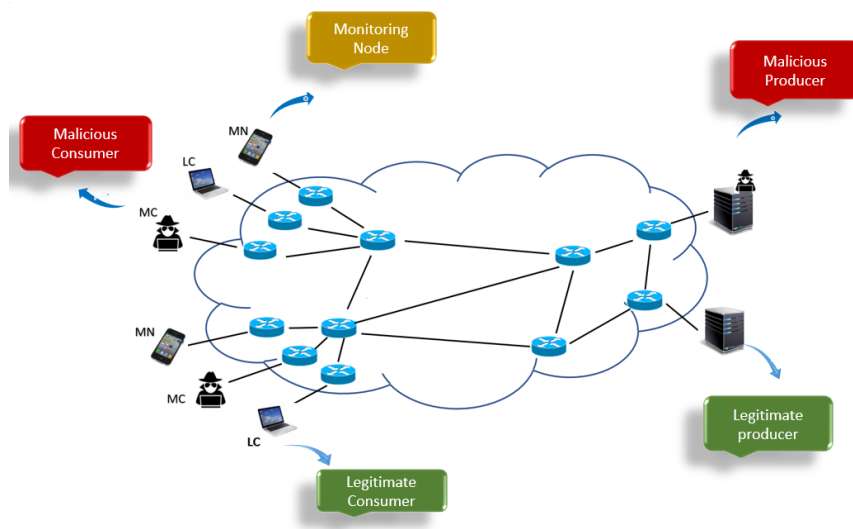 Monitoring
Node
Malicious
Producer
Malicious
Consumer
MN
LC
MC
MN
MC
LC
Legitimate
producer
Legitimate
Consumer